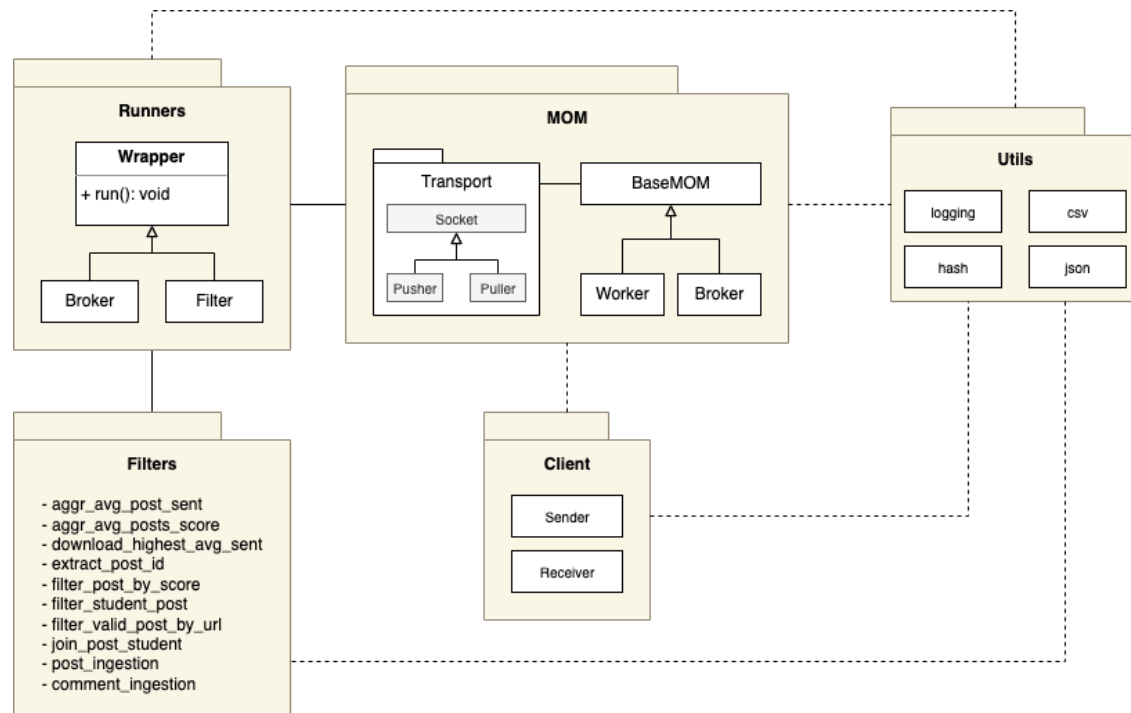 Runners
Wrapper
+ run(): void
Broker
Filter
MOM
Transport
Socket
Pusher
Puller
BaseMOM
Worker
Broker
Utils
logging
csv
hash
json
Filters
- aggr_avg_post_sent
- aggr_avg_posts_score
- download_highest_avg_sent
- extract_post_id
- filter_post_by_score
- filter_student_post
- filter_valid_post_by_url
- join_post_student
- post_ingestion
- comment_ingestion
Client
Sender
Receiver